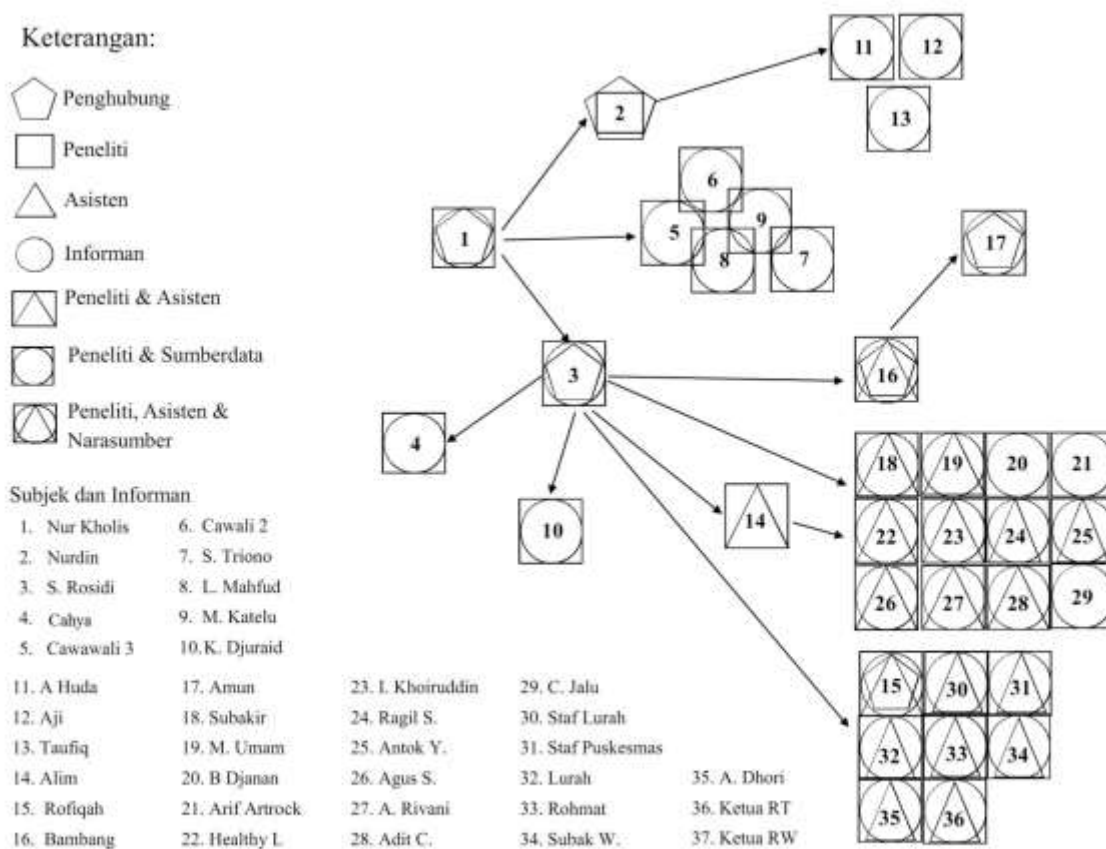 Keterangan:
Penghubung
Peneliti
Asisten
Informan
Peneliti & Asisten
Peneliti & Sumberdata
Peneliti, Asisten &
Narasumber
11 12
13
2
6
9
5
8
7
1
17
3
16
4
10
14
18 19 20 21
22 23 24 25
26 27 28 29
15 30 31
32 33 34
35 36
Subjek dan Informan
1. Nur Kholis
2. Nurdin
3. S. Rosidi
4. Cahya
5. Cawawali 3
6. Cawali 2
7. S. Triono
8. L. Mahfud
9. M. Katelu
10. K. Djuraid
11. A Huda
12. Aji
13. Taufiq
14. Alim
15. Rofiqah
16. Bambang
17. Amun
18. Subakir
19. M. Umam
20. B Djanan
21. Arif Artrock
22. Healthy L
23. I. Khoiruddin
24. Ragil S.
25. Antok Y.
26. Agus S.
27. A. Rivani
28. Adit C.
29. C. Jalu
30. Staf Lurah
31. Staf Puskesmas
32. Lurah
33. Rohmat
34. Subak W.
35. A. Dhori
36. Ketua RT
37. Ketua RW